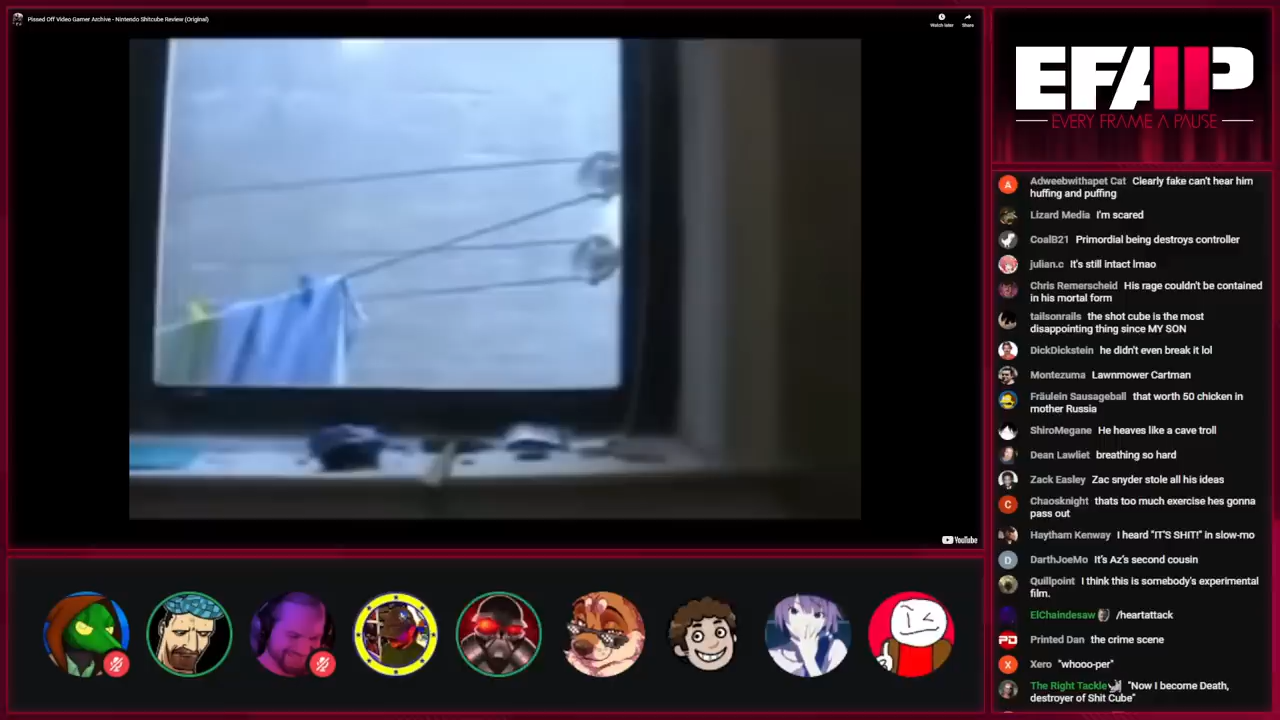 Pissed Off Video Gamer Archive - Nintendo Shitcube Review (Original)
Watch later
Share
YouTube
EFAP
EVERY FRAME A PAUSE
Adweebwithapet Cat Clearly fake can't hear him
huffing and puffing
Lizard Media I'm scared
CoalB21 Primordial being destroys controller
julian.c It's still intact lmao
Chris Remerscheid His rage couldn't be contained
in his mortal form
tailsonrails the shot cube is the most
disappointing thing since MY SON
DickDickstein he didn't even break it lol
Montezuma Lawnmower Cartman
Fräulein Sausageball that worth 50 chicken in
mother Russia
ShiroMegane He heaves like a cave troll
Dean Lawliet breathing so hard
Zack Easley Zac snyder stole all his ideas
Chaosknight thats too much exercise hes gonna
pass out
Haytham Kenway I heard "IT'S SHIT!" in slow-mo
DarthJoeMo It's Az's second cousin
Quillpoint I think this is somebody's experimental
film.
ElChaindesaw /heartattack
Printed Dan the crime scene
Xero "whooo-per"
The Right Tackle "Now I become Death,
destroyer of Shit Cube"
A
C
D
PD
X